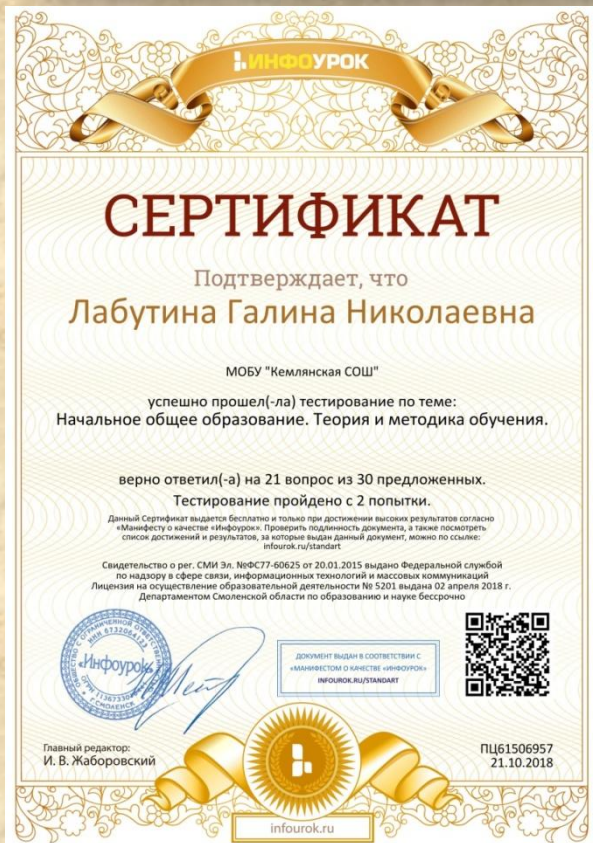 ИНФОУРОК
СЕРТИФИКАТ
Подтверждает, что
Лабутина Галина Николаевна
МОБУ "Кемлянская СОШ"
успешно прошел(-ла) тестирование по теме:
Начальное общее образование. Теория и методика обучения.
верно ответил(-а) на 21 вопрос из 30 предложенных.
Тестирование пройдено с 2 попытки.
Данный Сертификат выдается бесплатно и только при достижении высоких результатов согласно
«Манифесту о качестве «Инфоурок». Проверить подлинность документа, а также посмотреть
список достижений и результатов, за которые выдан данный документ, можно по ссылке:
infourok.ru/standart
Свидетельство о рег. СМИ Эл. №ФС77-60625 от 20.01.2015 выдано Федеральной службой
по надзору в сфере связи, информационных технологий и массовых коммуникаций
Лицензия на осуществление образовательной деятельности № 5201 выдана 02 апреля 2018 г.
Департаментом Смоленской области по образованию и науке бессрочно
ОБЩЕСТВО С ОГРАНИЧЕННОЙ ОТВЕТСТВЕННОСТЬЮ
«Инфоурок»
г. СМОЛЕНСК
ДОКУМЕНТ ВЫДАН В СООТВЕТСТВИИ С
«МАНИФЕСТОМ О КАЧЕСТВЕ «ИНФОУРОК»
INFOUROK.RU/STANDART
Главный редактор:
И. В. Жаборовский
ПЦ61506957
21.10.2018
infourok.ru